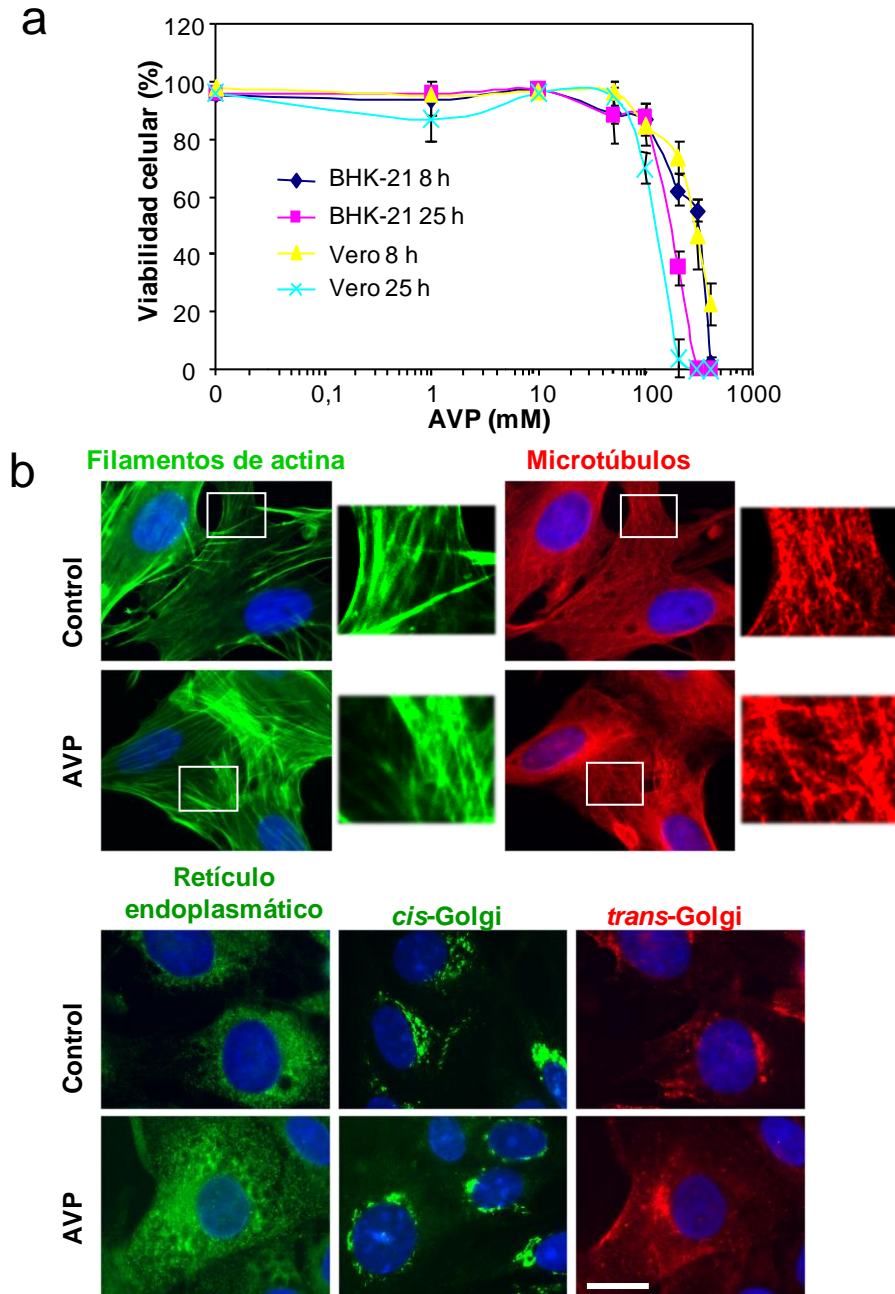 a
120
100
80
60
40
20
0
Viabilidad celular (%)
BHK-21 8 h
BHK-21 25 h
Vero 8 h
Vero 25 h
0
0,1
1
10
100
1000
AVP (mM)
b
Filamentos de actina
Microtúbulos
Control
AVP
Retículo
endoplasmático
cis-Golgi
trans-Golgi
Control
AVP